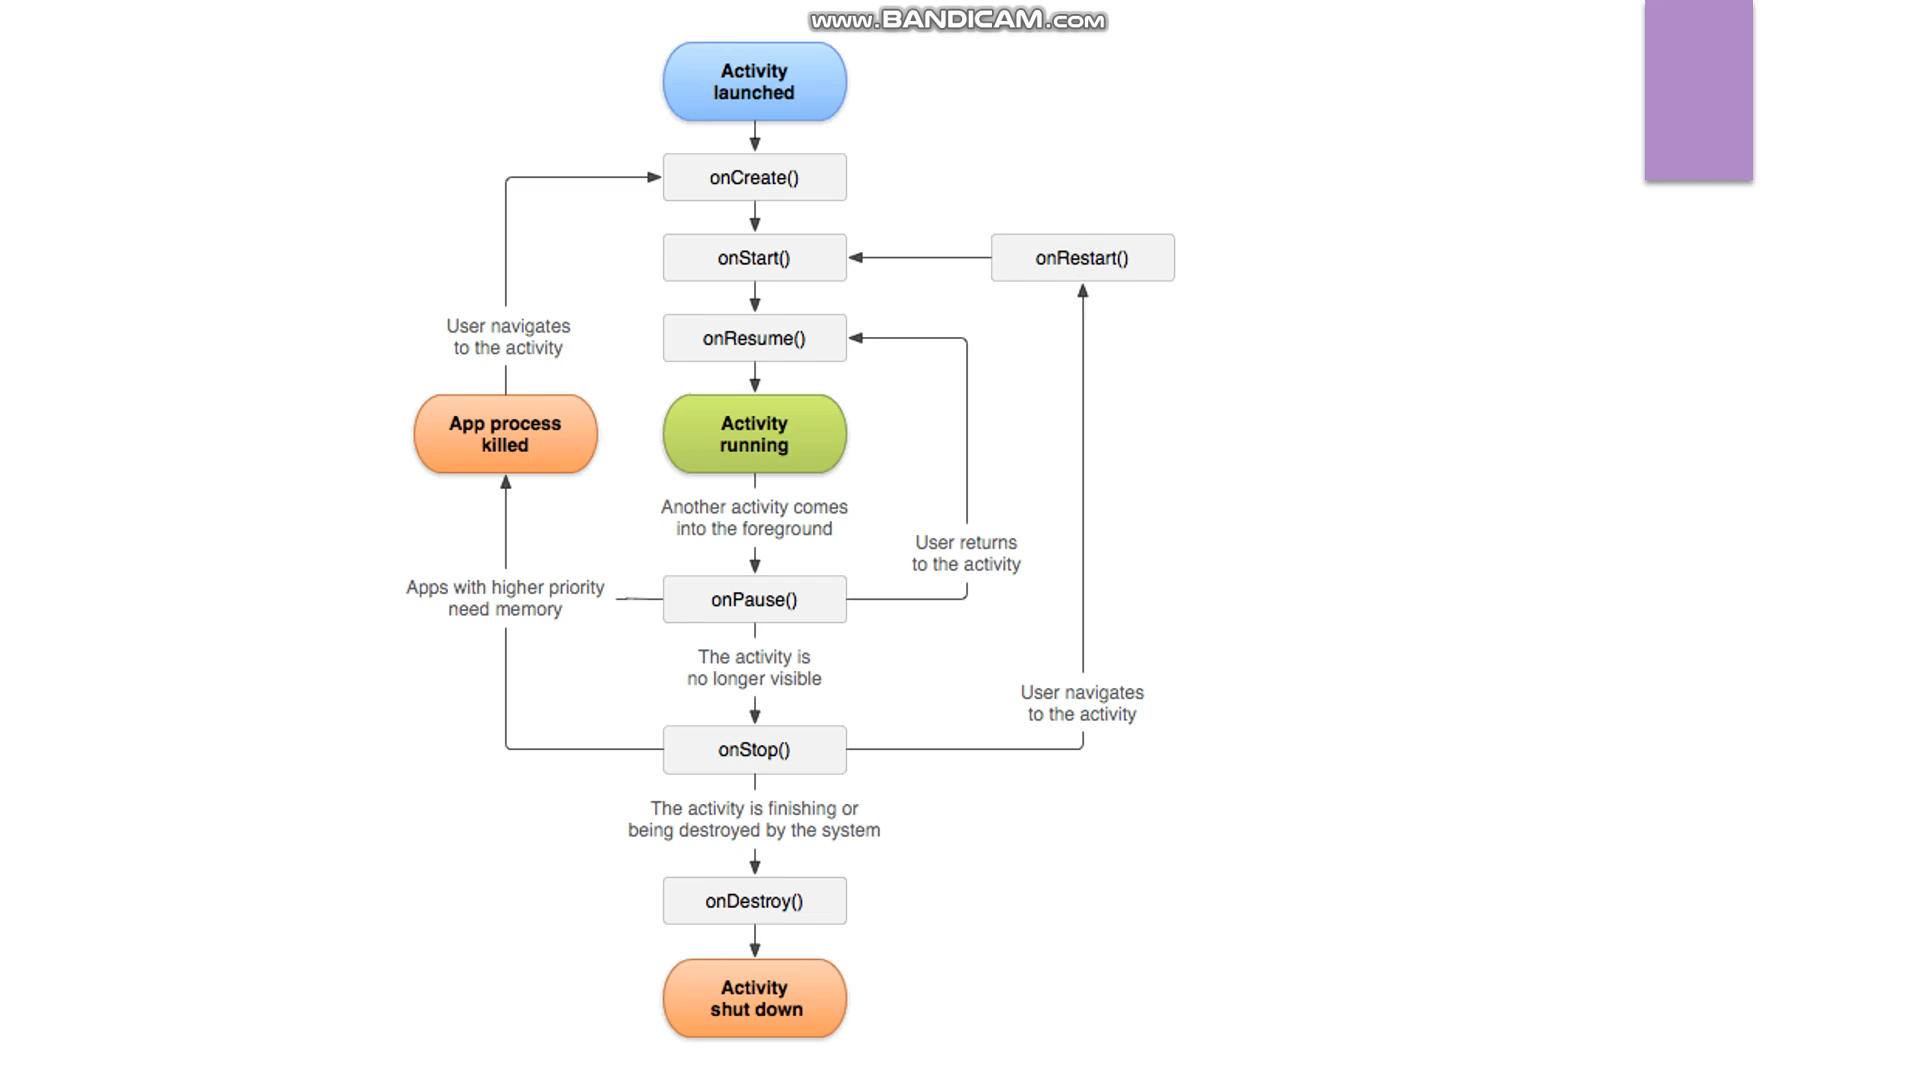 www.BANDICAM.com
Activity
launched
onCreate()
onStart()
onRestart()
User navigates
to the activity
onResume()
App process
killed
Activity
running
Another activity comes
into the foreground
User returns
to the activity
Apps with higher priority
need memory
onPause()
The activity is
no longer visible
User navigates
to the activity
onStop()
The activity is finishing or
being destroyed by the system
onDestroy()
Activity
shut down